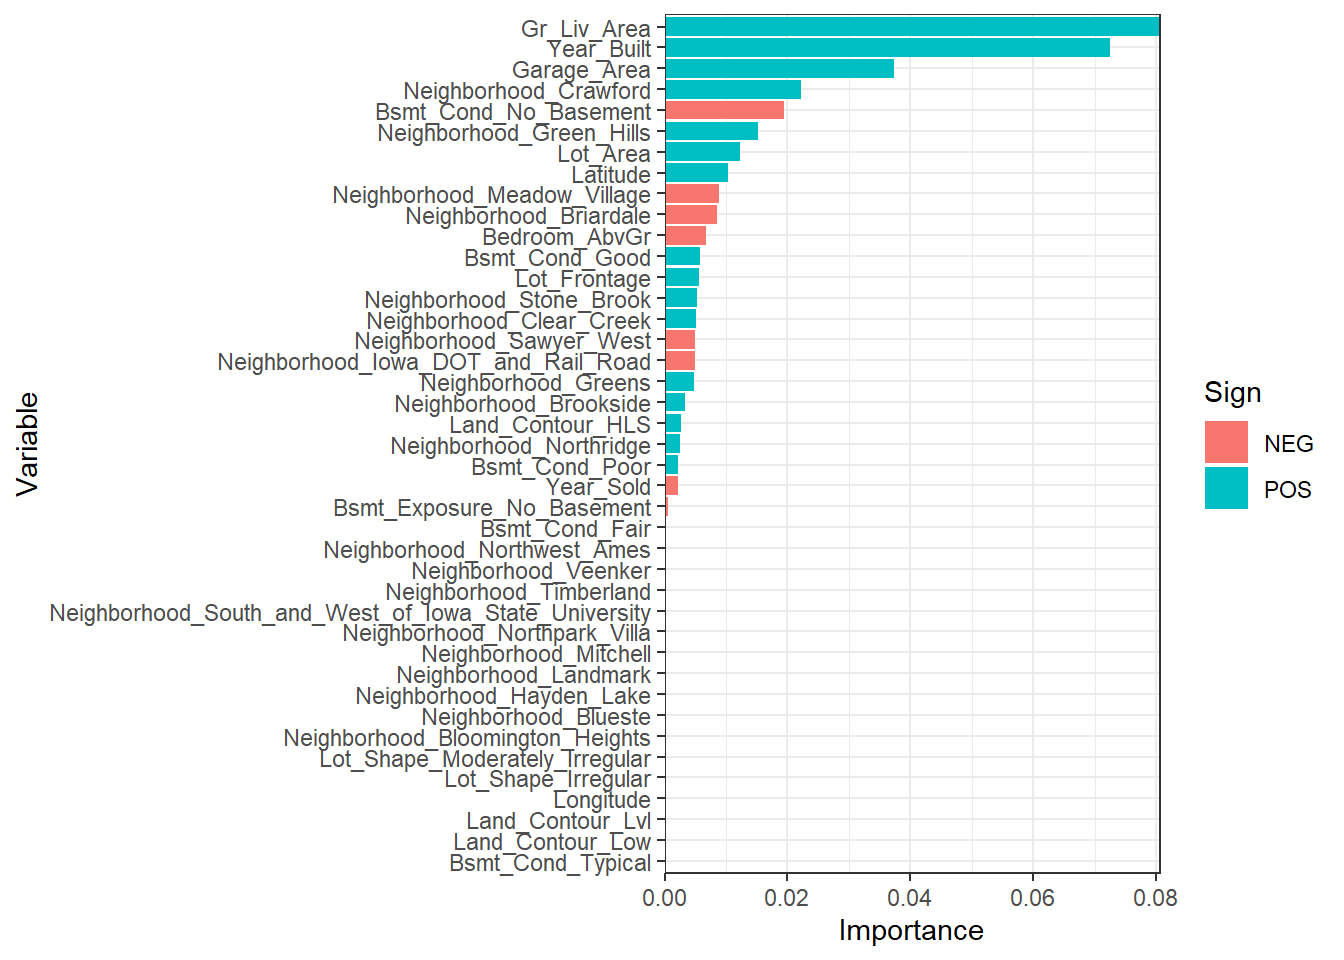 Gr_Liv_Area
Year_Built
Garage_Area
Neighborhood_Crawford
Bsmt_Cond_No_Basement
Neighborhood_Green_Hills
Lot_Area
Latitude
Neighborhood_Meadow_Village
Neighborhood_Briardale
Bedroom_AbvGr
Bsmt_Cond_Good
Lot_Frontage
Neighborhood_Stone_Brook
Neighborhood_Clear_Creek
Neighborhood_Sawyer_West
Neighborhood_Iowa_DOT_and_Rail_Road
Neighborhood_Greens
Neighborhood_Brookside
Land_Contour_HLS
Neighborhood_Northridge
Bsmt_Cond_Poor
Year_Sold
Bsmt_Exposure_No_Basement
Bsmt_Cond_Fair
Neighborhood_Northwest_Ames
Neighborhood_Veenker
Neighborhood_Timberland
Neighborhood_South_and_West_of_Iowa_State_University
Neighborhood_Northpark_Villa
Neighborhood_Mitchell
Neighborhood_Landmark
Neighborhood_Hayden_Lake
Neighborhood_Blueste
Neighborhood_Bloomington_Heights
Lot_Shape_Moderately_Irregular
Lot_Shape_Irregular
Longitude
Land_Contour_Lvl
Land_Contour_Low
Bsmt_Cond_Typical
0.00 0.02 0.04 0.06 0.08
Importance
Variable
Sign
NEG
POS